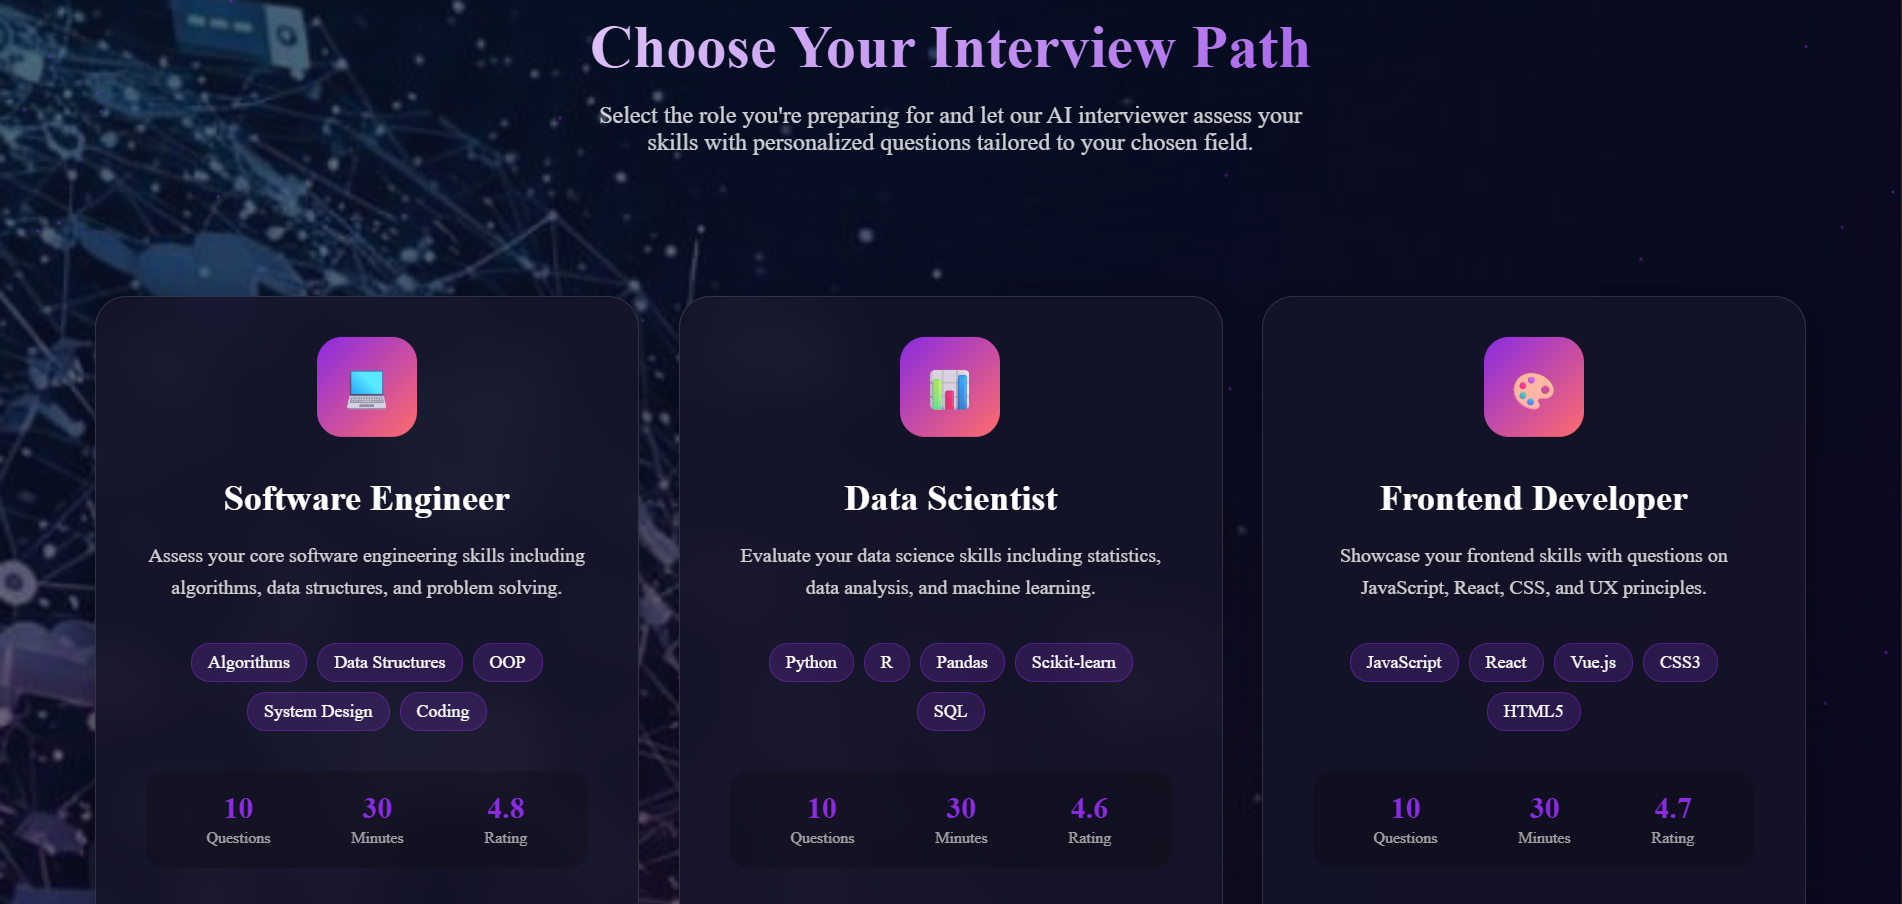 Choose Your Interview Path
Select the role you're preparing for and let our AI interviewer assess your
skills with personalized questions tailored to your chosen field.
Software Engineer
Assess your core software engineering skills including
algorithms, data structures, and problem solving.
Algorithms Data Structures OOP
System Design Coding
10 30 4.8
Questions Minutes Rating
Data Scientist
Evaluate your data science skills including statistics,
data analysis, and machine learning.
Python R Pandas Scikit-learn
SQL
10 30 4.6
Questions Minutes Rating
Frontend Developer
Showcase your frontend skills with questions on
JavaScript, React, CSS, and UX principles.
JavaScript React Vue.js CSS3
HTML5
10 30 4.7
Questions Minutes Rating